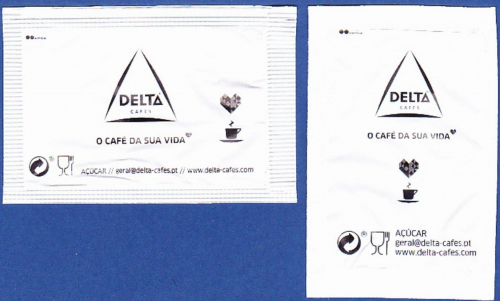 DELTA
CAFÉS
O CAFÉ DA SUA VIDA
AÇÚCAR // geral@delta-cafes.pt // www.delta-cafes.com
DELTA
CAFÉS
O CAFÉ DA SUA VIDA
AÇÚCAR
geral@delta-cafes.pt
www.delta-cafes.com